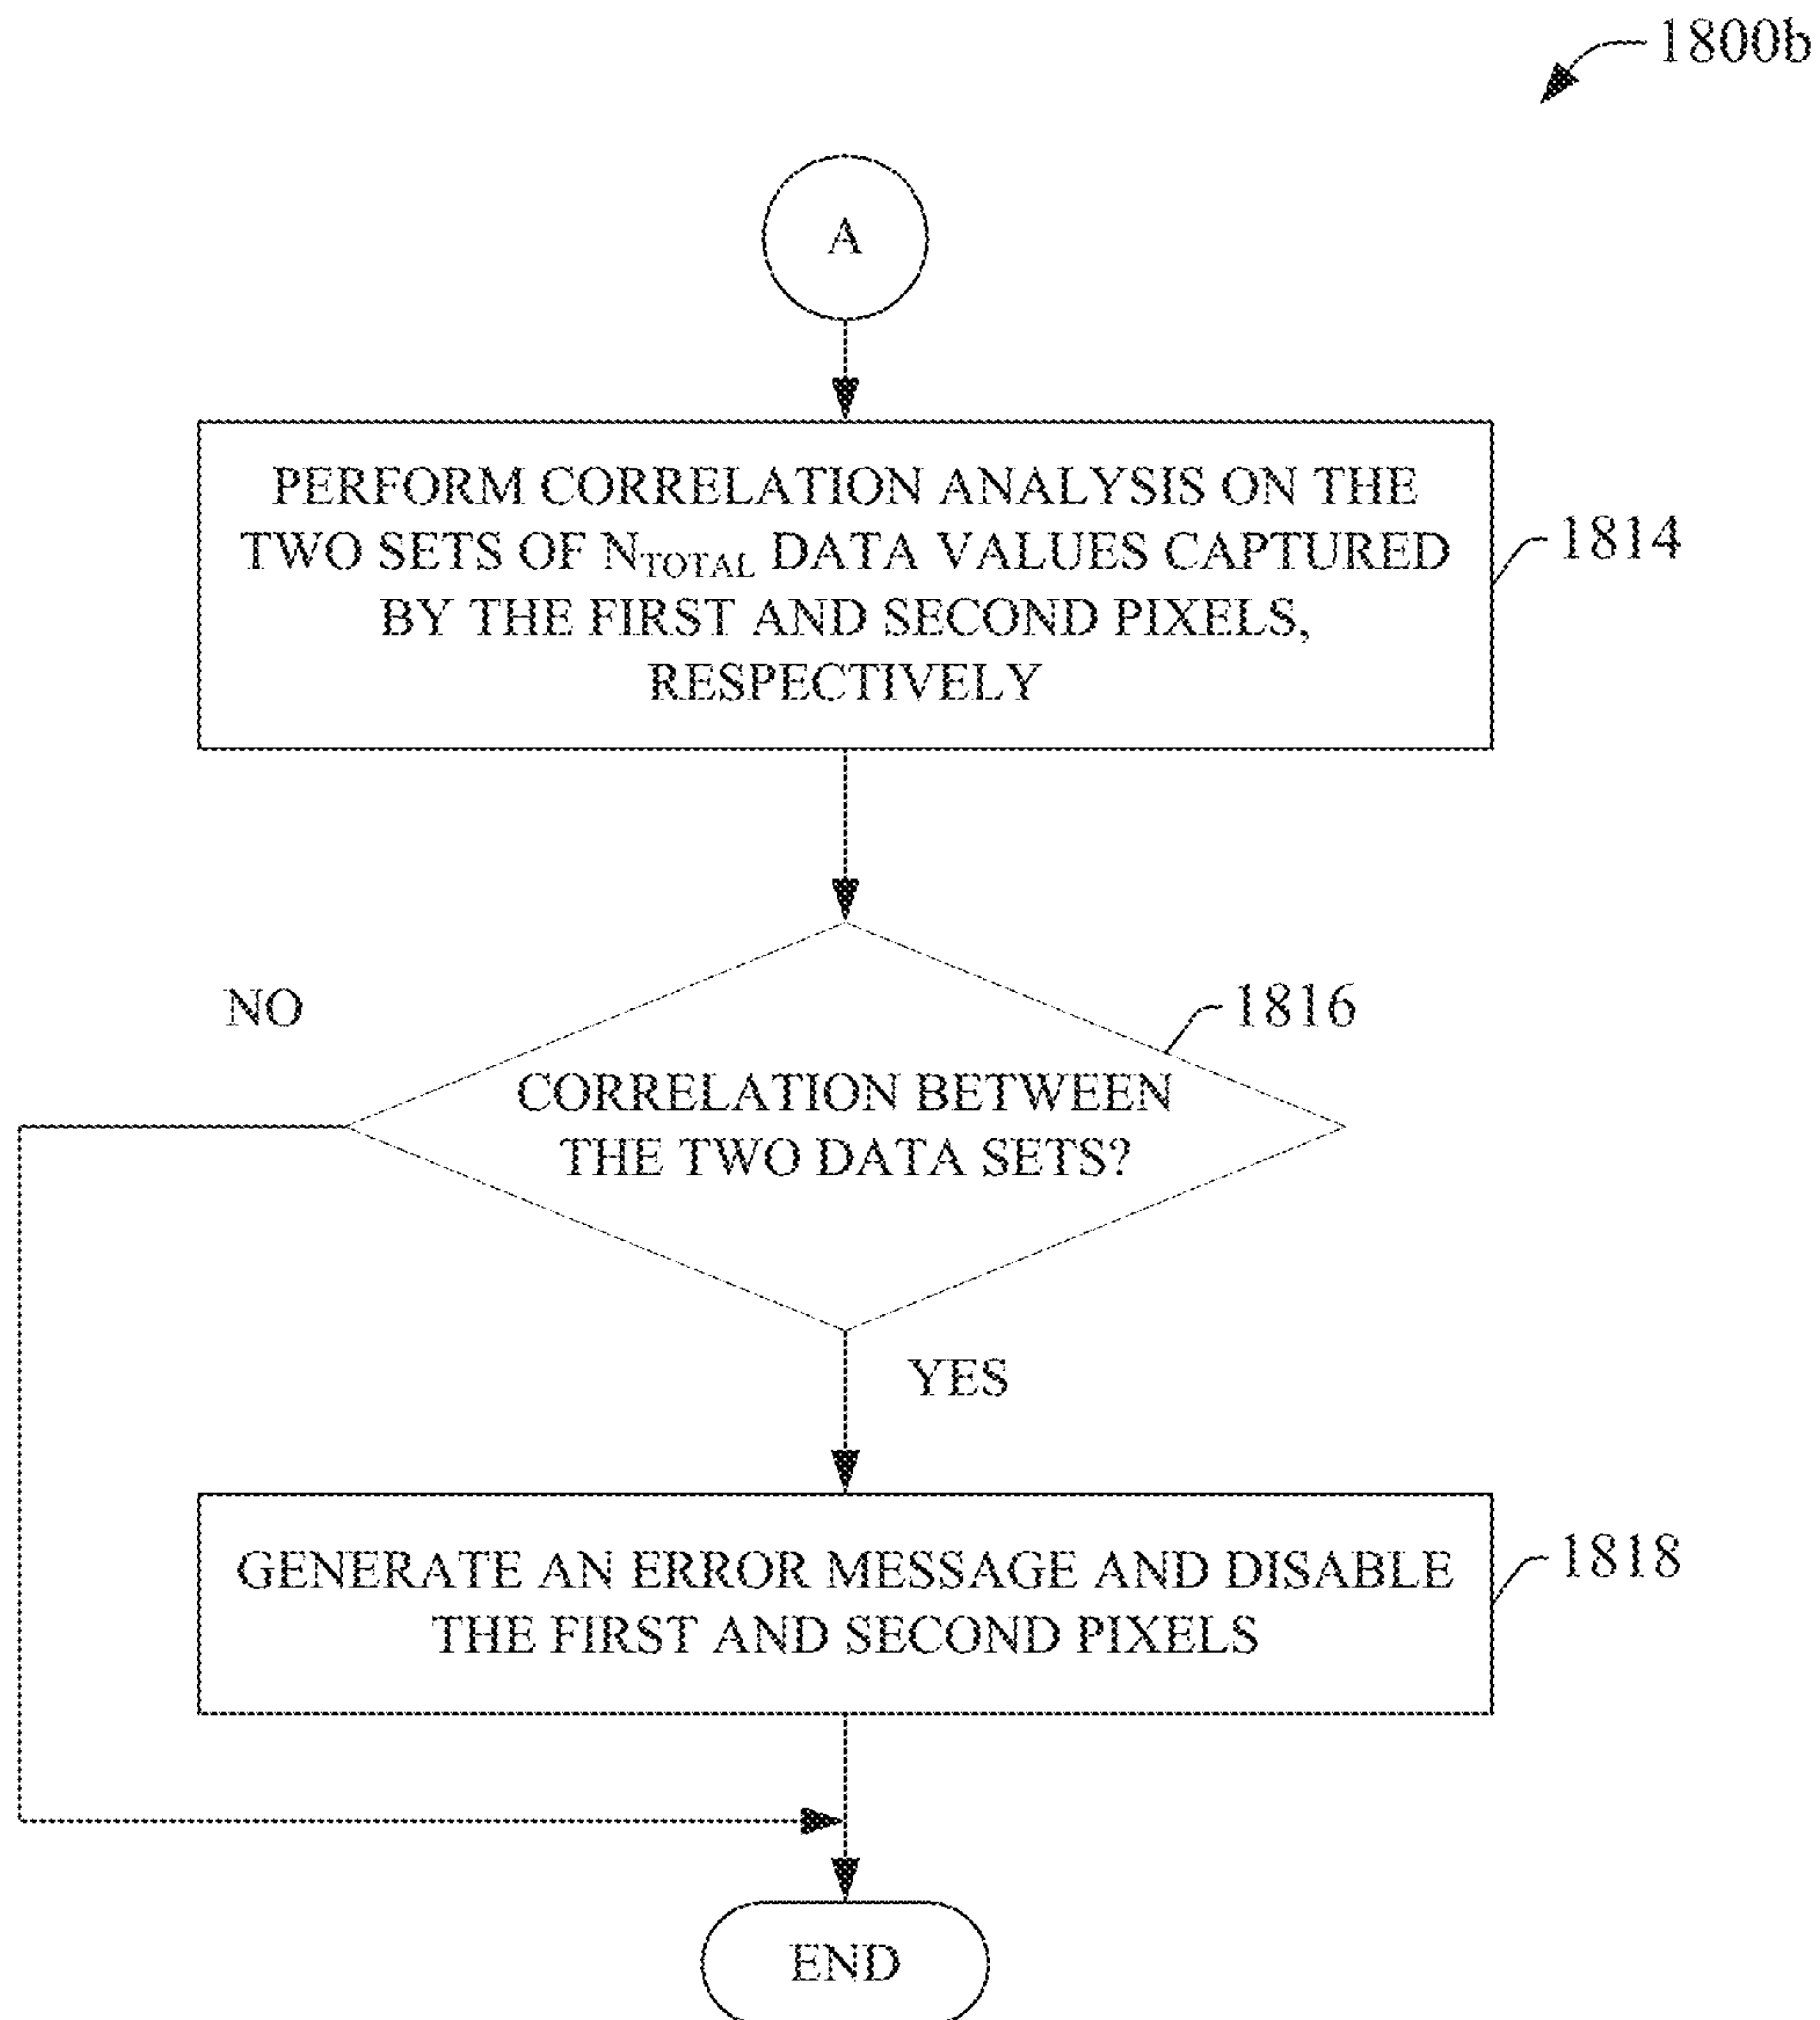 1800b
A
PERFORM CORRELATION ANALYSIS ON THE
TWO SETS OF NTOTAL DATA VALUES CAPTURED
BY THE FIRST AND SECOND PIXELS,
RESPECTIVELY
1814
NO
1816
CORRELATION BETWEEN
THE TWO DATA SETS?
YES
GENERATE AN ERROR MESSAGE AND DISABLE
THE FIRST AND SECOND PIXELS
1818
END